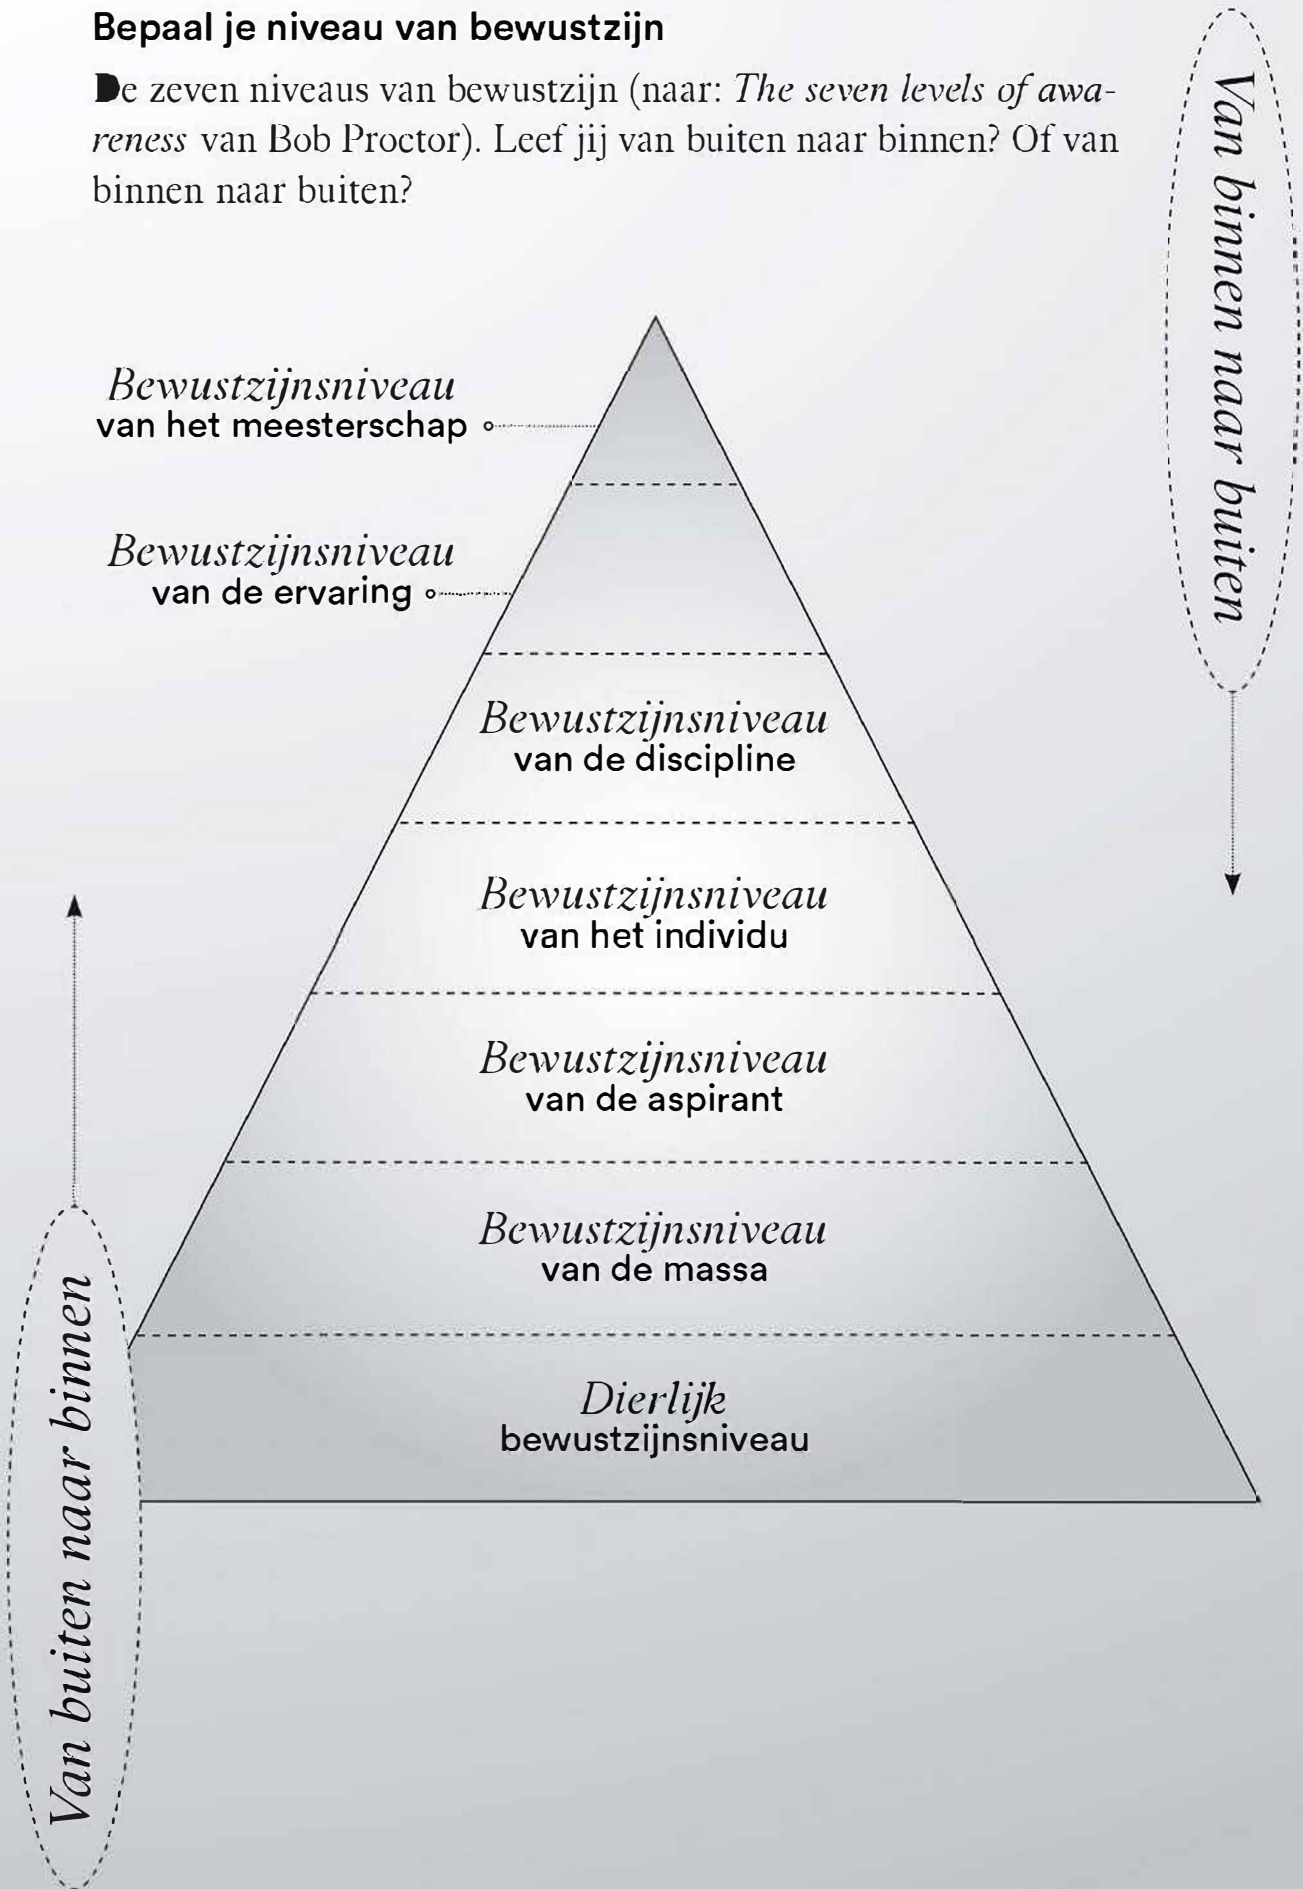 Bepaal je niveau van bewustzijn
De zeven niveaus van bewustzijn (naar: The seven levels of awa-
reness van Bob Proctor). Leef jij van buiten naar binnen? Of van
binnen naar buiten?
Van binnen naar buiten
Bewustzijnsniveau
van het meesterschap
Bewustzijnsniveau
van de ervaring
Bewustzijnsniveau
van de discipline
Bewustzijnsniveau
van het individu
Bewustzijnsniveau
van de aspirant
Bewustzijnsniveau
van de massa
Dierlijk
bewustzijnsniveau
Van buiten naar binnen